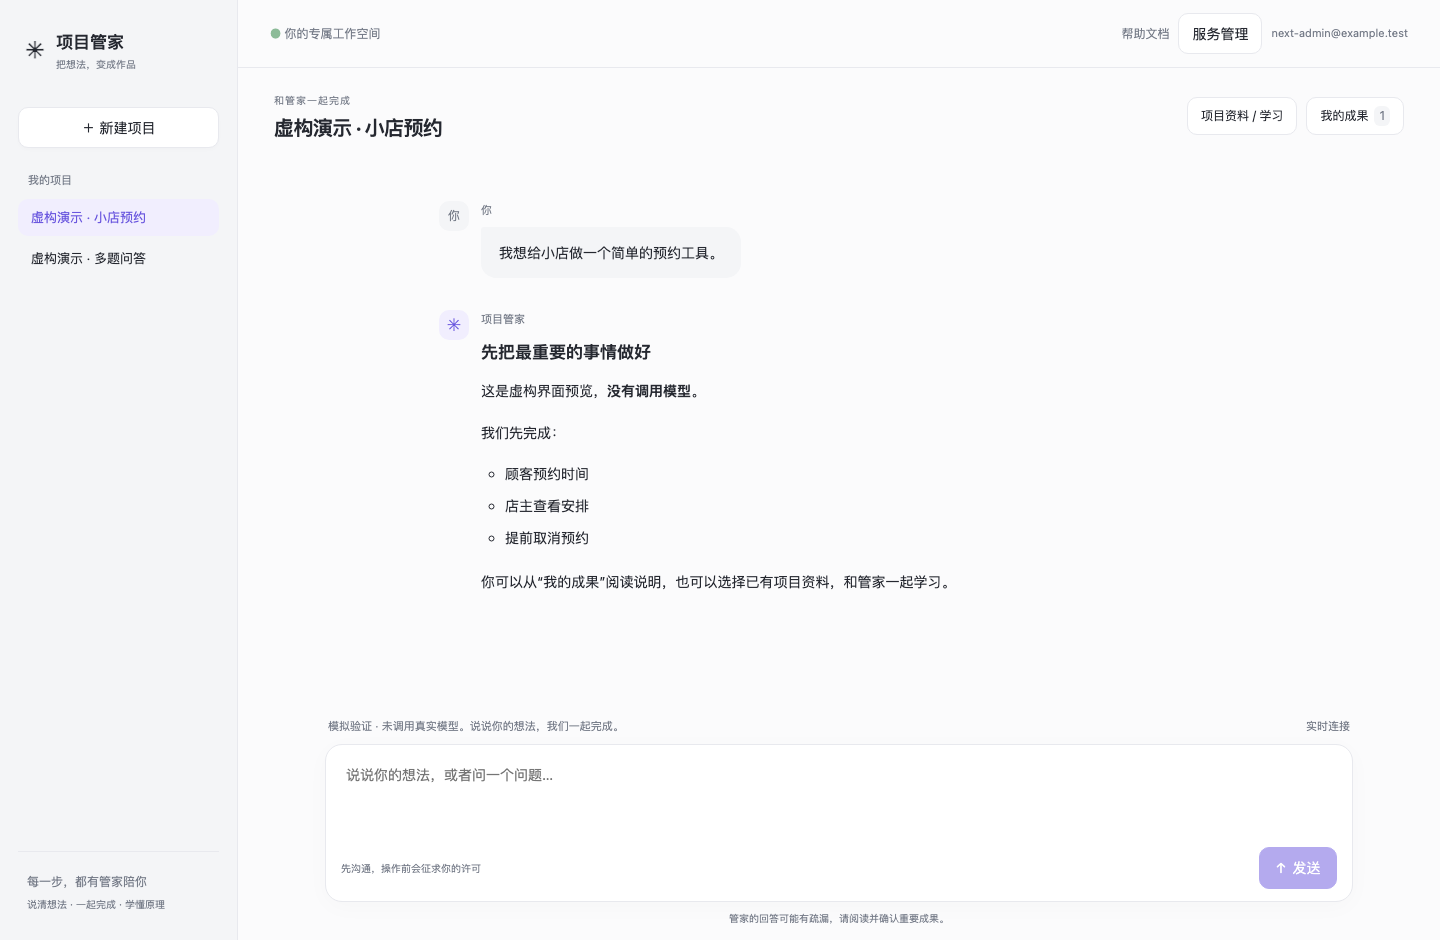 项目管家
把想法，变成作品
+ 新建项目
我的项目
虚构演示 · 小店预约
虚构演示 · 多题问答
每一步，都有管家陪你
说清想法 · 一起完成 · 学懂原理
你的专属工作空间
帮助文档
服务管理
next-admin@example.test
和管家一起完成
虚构演示 · 小店预约
项目资料 / 学习
我的成果 1
你
你
我想给小店做一个简单的预约工具。
项目管家
先把最重要的事情做好
这是虚构界面预览，没有调用模型。
我们先完成：
顾客预约时间
店主查看安排
提前取消预约
你可以从“我的成果”阅读说明，也可以选择已有项目资料，和管家一起学习。
模拟验证 · 未调用真实模型。说说你的想法，我们一起完成。
实时连接
说说你的想法，或者问一个问题...
先沟通，操作前会征求你的许可
↑ 发送
管家的回答可能有疏漏，请阅读并确认重要成果。